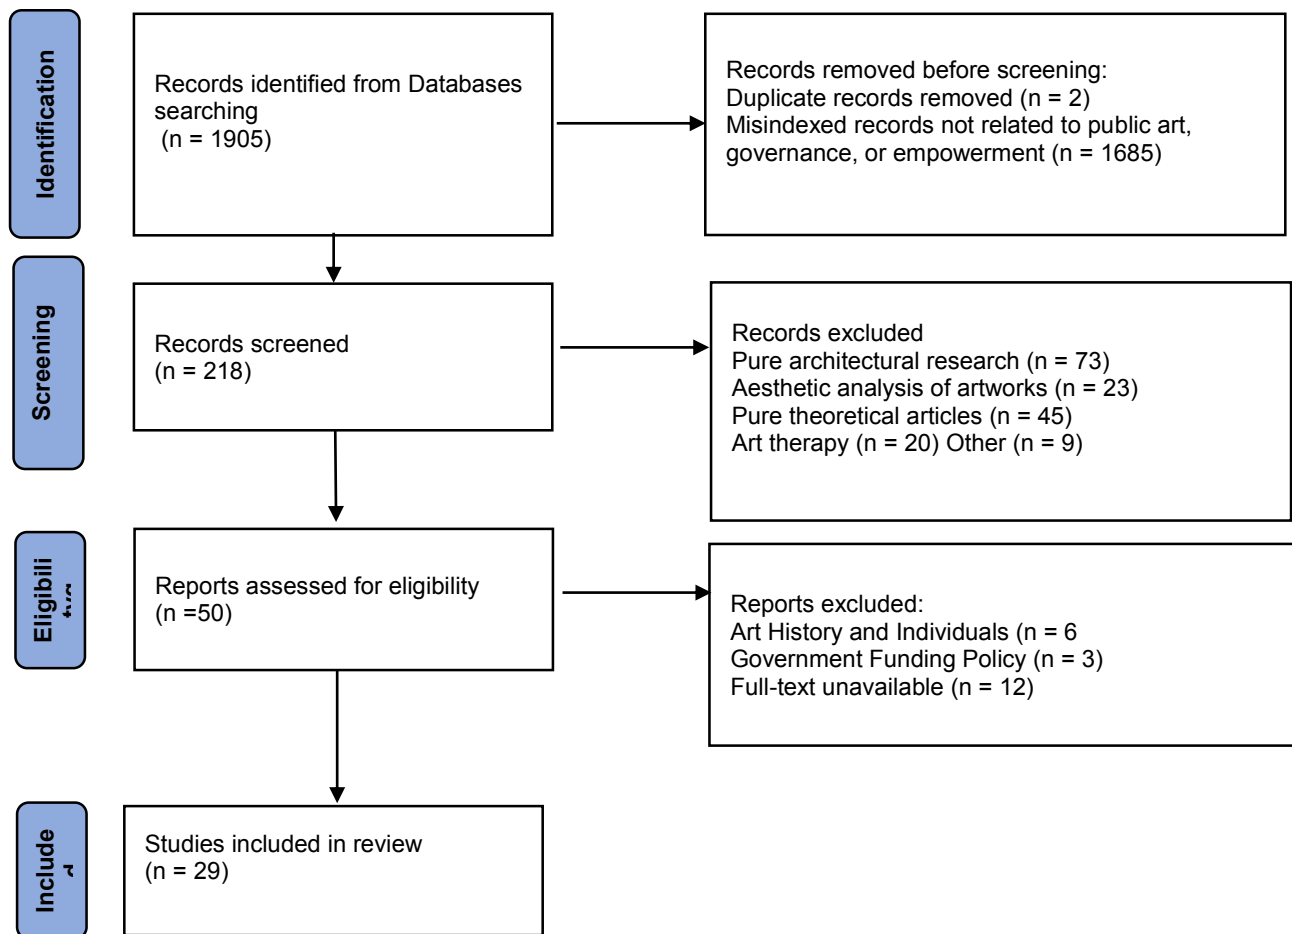 Identification
Records identified from Databases
searching
(n = 1905)
Records removed before screening:
Duplicate records removed (n = 2)
Misindexed records not related to public art,
governance, or empowerment (n = 1685)
Screening
Records screened
(n = 218)
Records excluded
Pure architectural research (n = 73)
Aesthetic analysis of artworks (n = 23)
Pure theoretical articles (n = 45)
Art therapy (n = 20) Other (n = 9)
Eligibili
Reports assessed for eligibility
(n =50)
Reports excluded:
Art History and Individuals (n = 6
Government Funding Policy (n = 3)
Full-text unavailable (n = 12)
Include
d
Studies included in review
(n = 29)